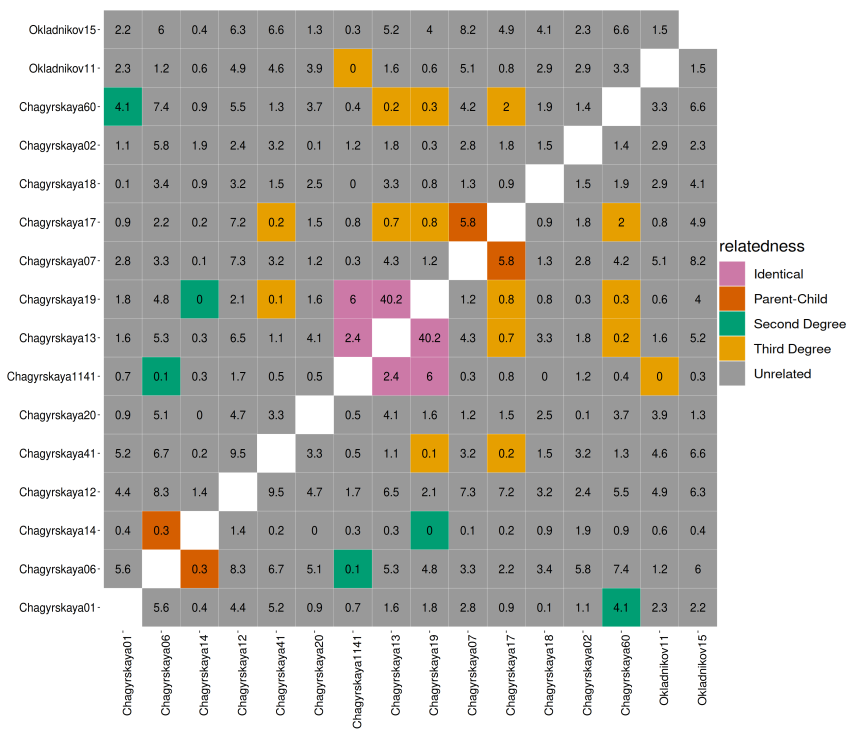 Okladnikov15 2.2 6 0.4 6.3 6.6 1.3 0.3 5.2 4 8.2 4.9 4.1 2.3 6.6 1.5
Okladnikov11 2.3 1.2 0.6 4.9 4.6 3.9 0 1.6 0.6 5.1 0.8 2.9 2.9 3.3 1.5
Chagyrskaya60 4.1 7.4 0.9 5.5 1.3 3.7 0.4 0.2 0.3 4.2 2 1.9 1.4 3.3 6.6
Chagyrskaya02 1.1 5.8 1.9 2.4 3.2 0.1 1.2 1.8 0.3 2.8 1.8 1.5 1.4 2.9 2.3
Chagyrskaya18 0.1 3.4 0.9 3.2 1.5 2.5 0 3.3 0.8 1.3 0.9 1.5 1.9 2.9 4.1
Chagyrskaya17 0.9 2.2 0.2 7.2 0.2 1.5 0.8 0.7 0.8 5.8 0.9 1.8 2 0.8 4.9
Chagyrskaya07 2.8 3.3 0.1 7.3 3.2 1.2 0.3 4.3 1.2 5.8 1.3 2.8 4.2 5.1 8.2
Chagyrskaya19 1.8 4.8 0 2.1 0.1 1.6 6 40.2 1.2 0.8 0.8 0.3 0.3 0.6 4
Chagyrskaya13 1.6 5.3 0.3 6.5 1.1 4.1 2.4 40.2 4.3 0.7 3.3 1.8 0.2 1.6 5.2
Chagyrskaya1141 0.7 0.1 0.3 1.7 0.5 0.5 2.4 6 0.3 0.8 0 1.2 0.4 0 0.3
Chagyrskaya20 0.9 5.1 0 4.7 3.3 0.5 4.1 1.6 1.2 1.5 2.5 0.1 3.7 3.9 1.3
Chagyrskaya41 5.2 6.7 0.2 9.5 3.3 0.5 1.1 0.1 3.2 0.2 1.5 3.2 1.3 4.6 6.6
Chagyrskaya12 4.4 8.3 1.4 9.5 4.7 1.7 6.5 2.1 7.3 7.2 3.2 2.4 5.5 4.9 6.3
Chagyrskaya14 0.4 0.3 1.4 0.2 0 0.3 0.3 0 0.1 0.2 0.9 1.9 0.9 0.6 0.4
Chagyrskaya06 5.6 0.3 8.3 6.7 5.1 0.1 5.3 4.8 3.3 2.2 3.4 5.8 7.4 1.2 6
Chagyrskaya01 5.6 0.4 4.4 5.2 0.9 0.7 1.6 1.8 2.8 0.9 0.1 1.1 4.1 2.3 2.2
Chagyrskaya01
Chagyrskaya06
Chagyrskaya14
Chagyrskaya12
Chagyrskaya41
Chagyrskaya20
Chagyrskaya1141
Chagyrskaya13
Chagyrskaya19
Chagyrskaya07
Chagyrskaya17
Chagyrskaya18
Chagyrskaya02
Chagyrskaya60
Okladnikov11
Okladnikov15
relatedness
Identical
Parent-Child
Second Degree
Third Degree
Unrelated